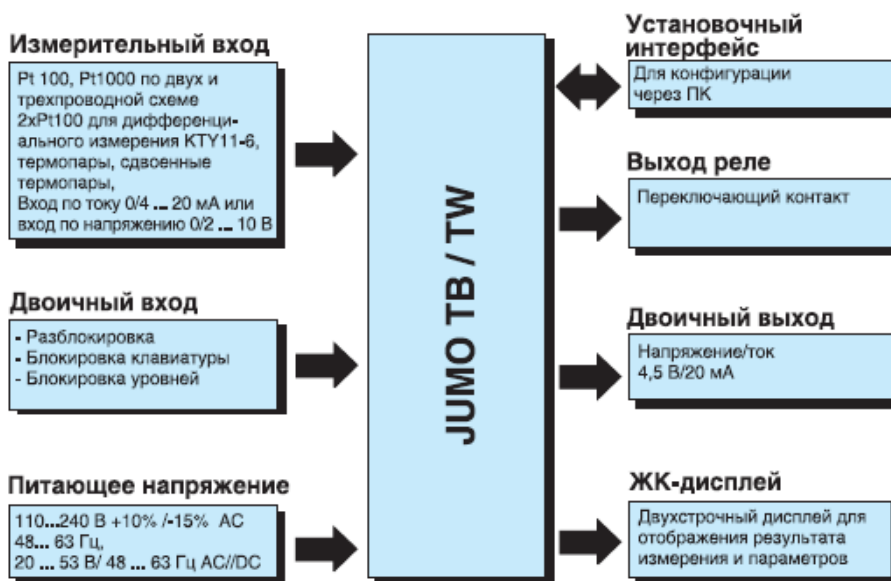 Измерительный вход
Pt 100, Pt1000 по двух и
трехпроводной схеме
2xPt100 для дифференци-
ального измерения KTY11-6,
термопары, сдвоенные
термопары,
Вход по току 0/4 ... 20 мА или
вход по напряжению 0/2 ... 10 В
Двоичный вход
- Разблокировка
- Блокировка клавиатуры
- Блокировка уровней
Питающее напряжение
110...240 В +10% /-15% AC
48... 63 Гц,
20 ... 53 В/ 48 ... 63 Гц AC//DC
JUMO TB / TW
Установочный
интерфейс
Для конфигурации
через ПК
Выход реле
Переключающий контакт
Двоичный выход
Напряжение/ток
4,5 В/20 мА
ЖК-дисплей
Двухстрочный дисплей для
отображения результата
измерения и параметров